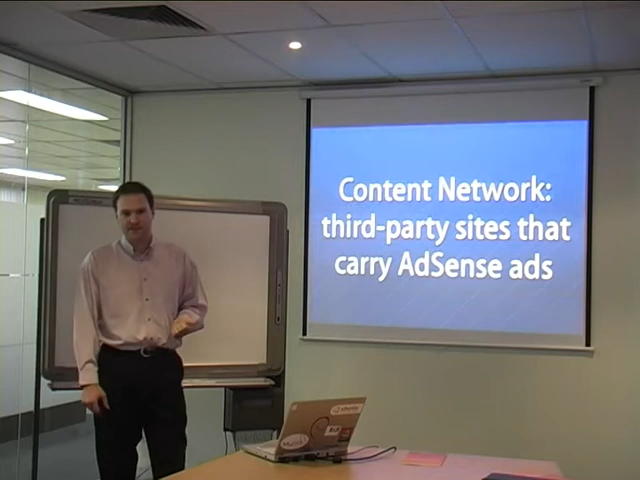 Content Network:
third-party sites that
carry AdSense ads